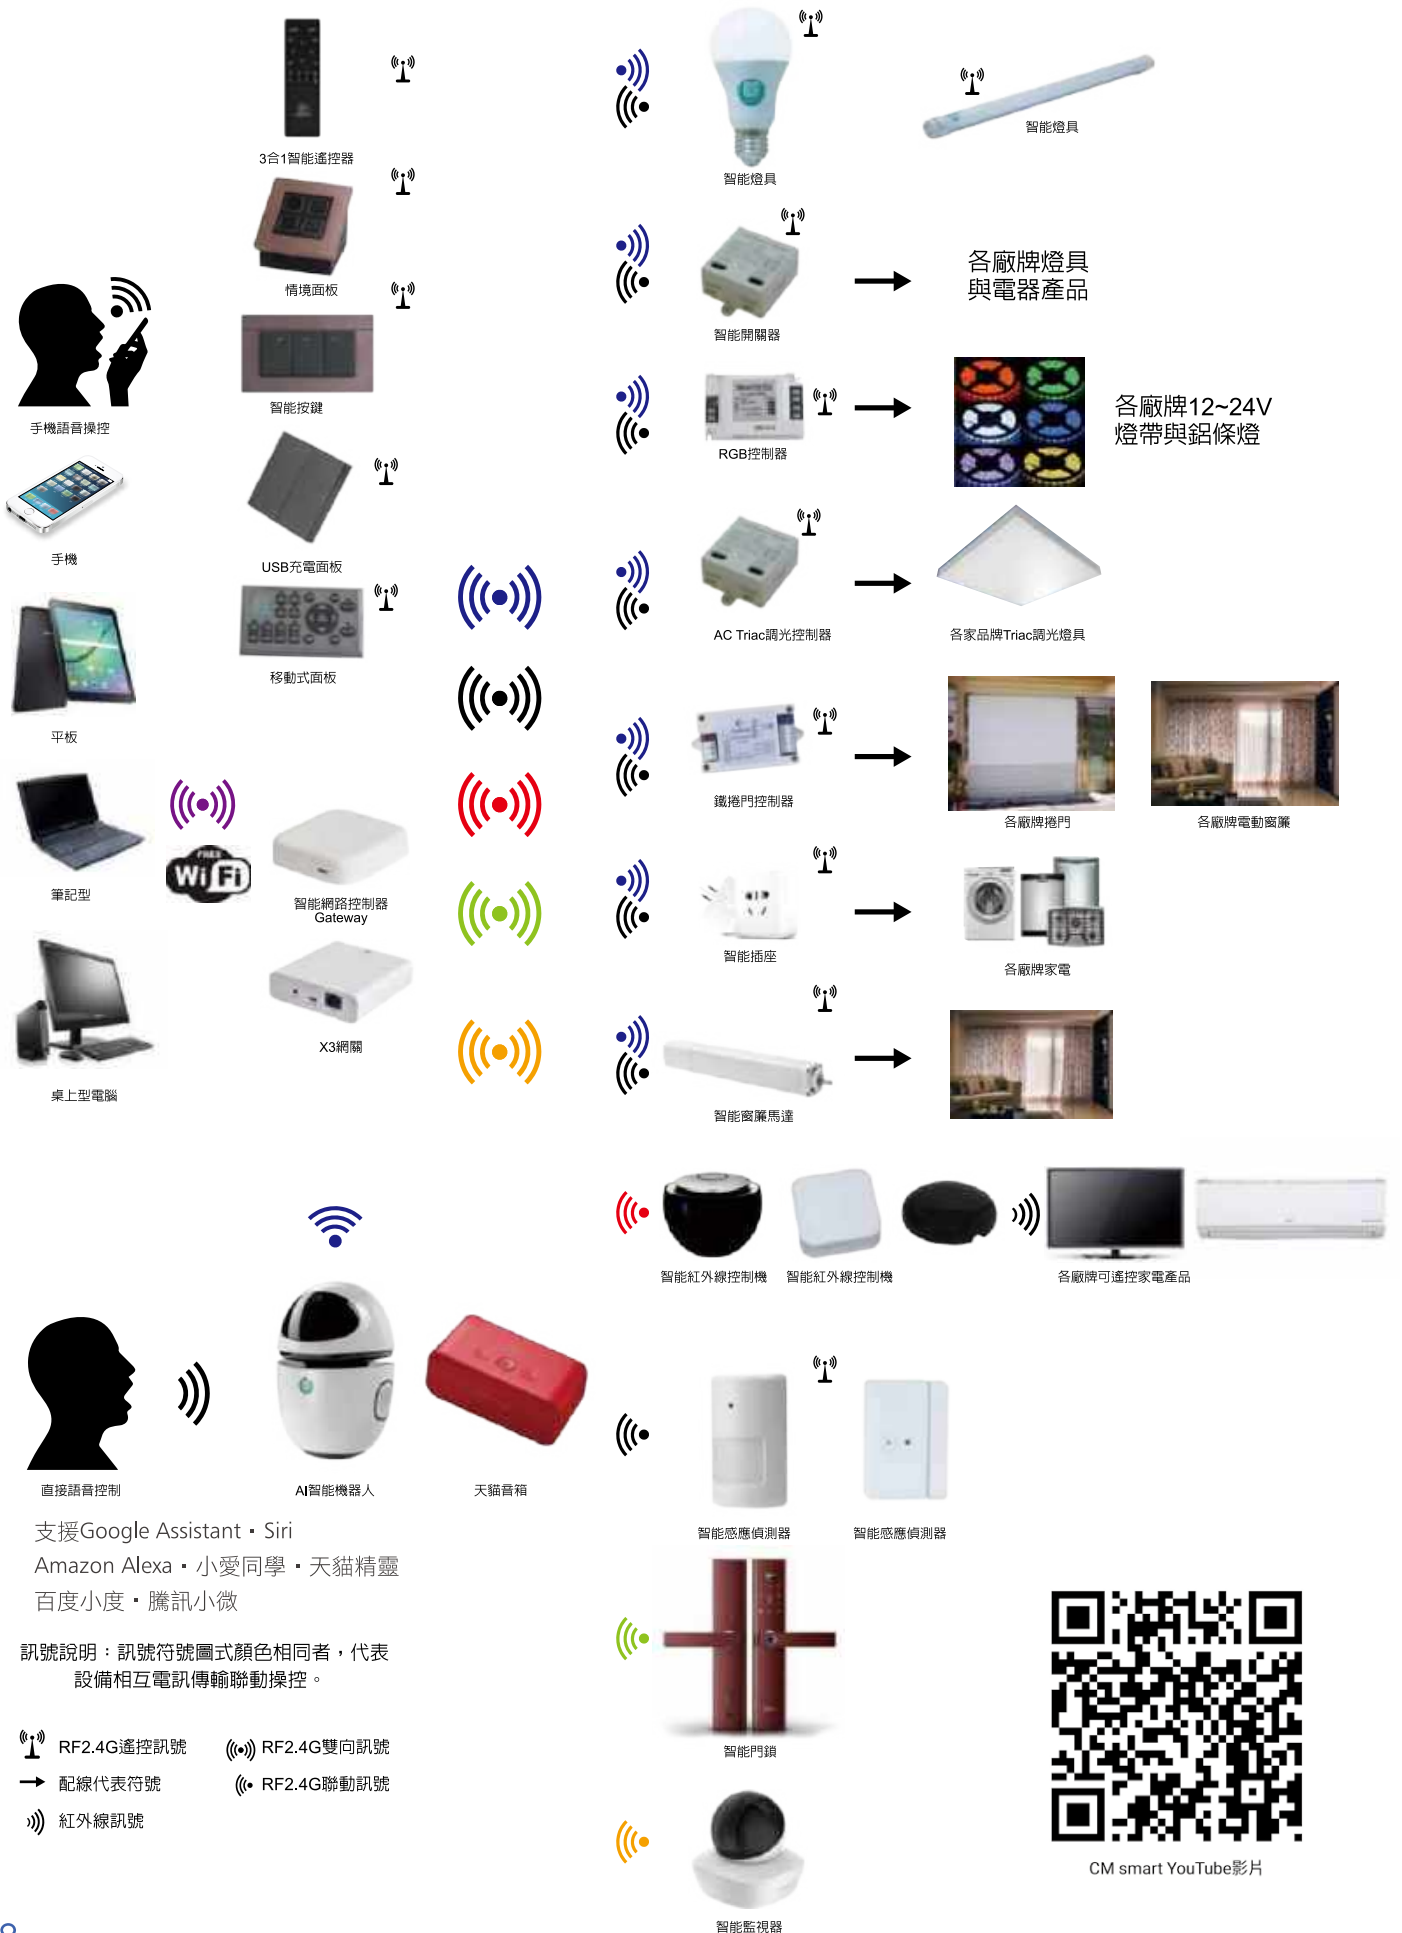 3合1智能遙控器
情境面板
智能按鍵
USB充電面板
移動式面板
手機語音操控
手機
平板
筆記型
桌上型電腦
FREE
WiFi
智能網路控制器
Gateway
X3網關
智能燈具
智能燈具
智能開關器
各廠牌燈具
與電器產品
RGB控制器
各廠牌12~24V
燈帶與鋁條燈
AC Triac調光控制器
各家品牌Triac調光燈具
鐵捲門控制器
各廠牌捲門
各廠牌電動窗簾
智能插座
各廠牌家電
智能窗簾馬達
智能紅外線控制機
智能紅外線控制機
各廠牌可遙控家電產品
直接語音控制
AI智能機器人
天貓音箱
智能感應偵測器
智能感應偵測器
支援Google Assistant・Siri
Amazon Alexa・小愛同學・天貓精靈
百度小度・騰訊小微
訊號說明：訊號符號圖式顏色相同者，代表
設備相互電訊傳輸聯動操控。
RF2.4G遙控訊號
RF2.4G雙向訊號
配線代表符號
RF2.4G聯動訊號
紅外線訊號
智能門鎖
智能監視器
CM smart YouTube影片